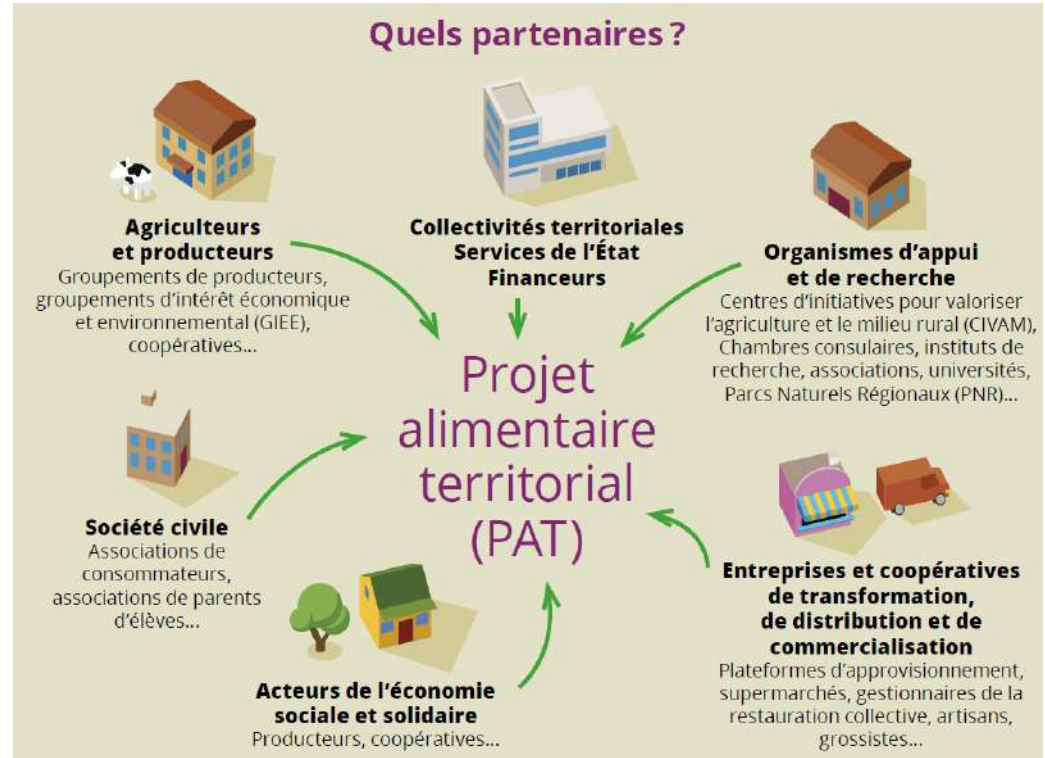 Quels partenaires ?
Agriculteurs
et producteurs
Groupements de producteurs,
groupements d'intérêt économique
et environnemental (GIEE),
coopératives...
Collectivités territoriales
Services de l'État
Financeurs
Organismes d'appui
et de recherche
Centres d'initiatives pour valoriser
l'agriculture et le milieu rural (CIVAM),
Chambres consulaires, instituts de
recherche, associations, universités,
Parcs Naturels Régionaux (PNR)...
Projet
alimentaire
territorial
(PAT)
Société civile
Associations de
consommateurs,
associations de parents
d'élèves...
Entreprises et coopératives
de transformation,
de distribution et de
commercialisation
Plateformes d'approvisionnement,
supermarchés, gestionnaires de la
restauration collective, artisans,
grossistes...
Acteurs de l'économie
sociale et solidaire
Producteurs, coopératives...